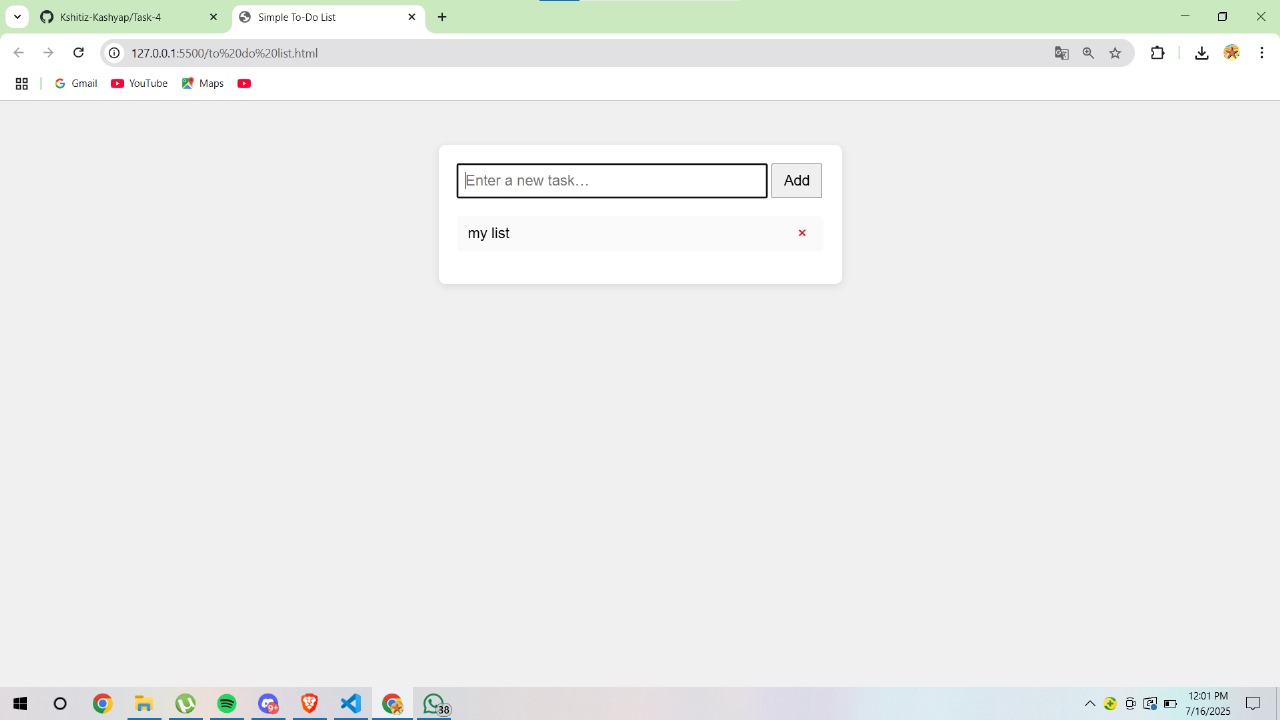 Kshitiz-Kashyap/Task-4
Simple To-Do List
127.0.0.1:5500/to%20do%20list.html
Gmail
YouTube
Maps
Enter a new task…
Add
my list
9+
38
12:01 PM
7/16/2025